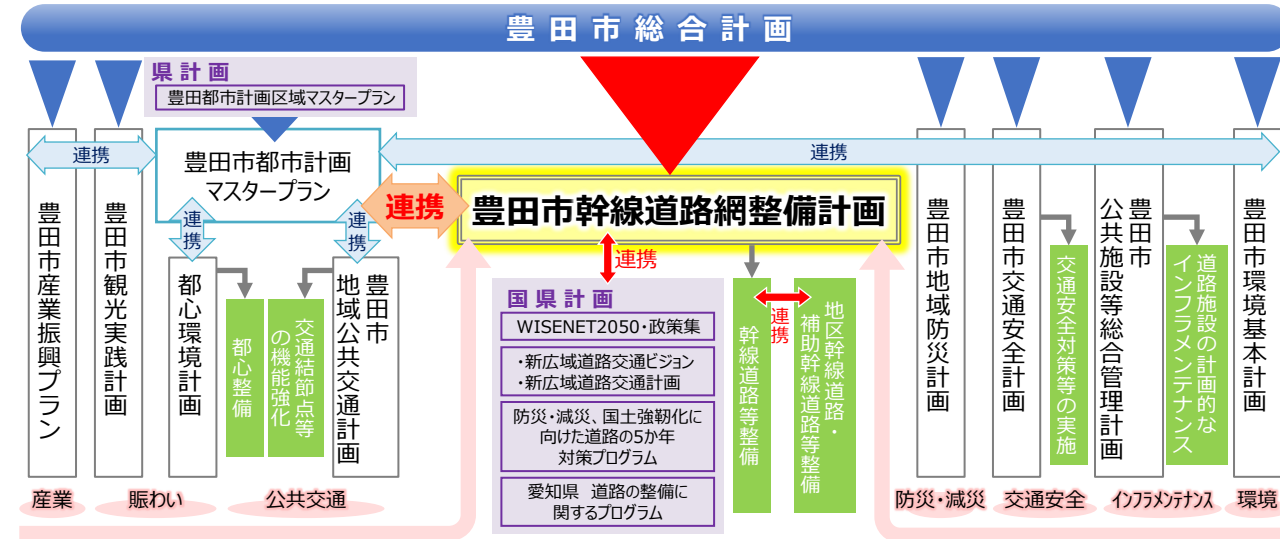 豊田市総合計画
県計画
豊田都市計画区域マスタープラン
連携
豊田市都市計画
マスタープラン
連携
連携
豊田市幹線道路網整備計画
連携
連携
連携
国県計画
WISENET2050・政策集
・新広域道路交通ビジョン
・新広域道路交通計画
防災・減災、国土強靭化に
向けた道路の5か年
対策プログラム
愛知県 道路の整備に
関するプログラム
連携
幹線道路等整備
地区幹線道路・
補助幹線道路等整備
豊田市産業振興プラン
豊田市観光実践計画
都心環境計画
都心整備
交通結節点等
の機能強化
豊田市
地域公共交通計画
豊田市地域防災計画
豊田市交通安全計画
交通安全対策等の実施
豊田市
公共施設等総合管理計画
道路施設の計画的な
インフラメンテナンス
豊田市環境基本計画
産業
賑わい
公共交通
防災・減災
交通安全
インフラメンテナンス
環境